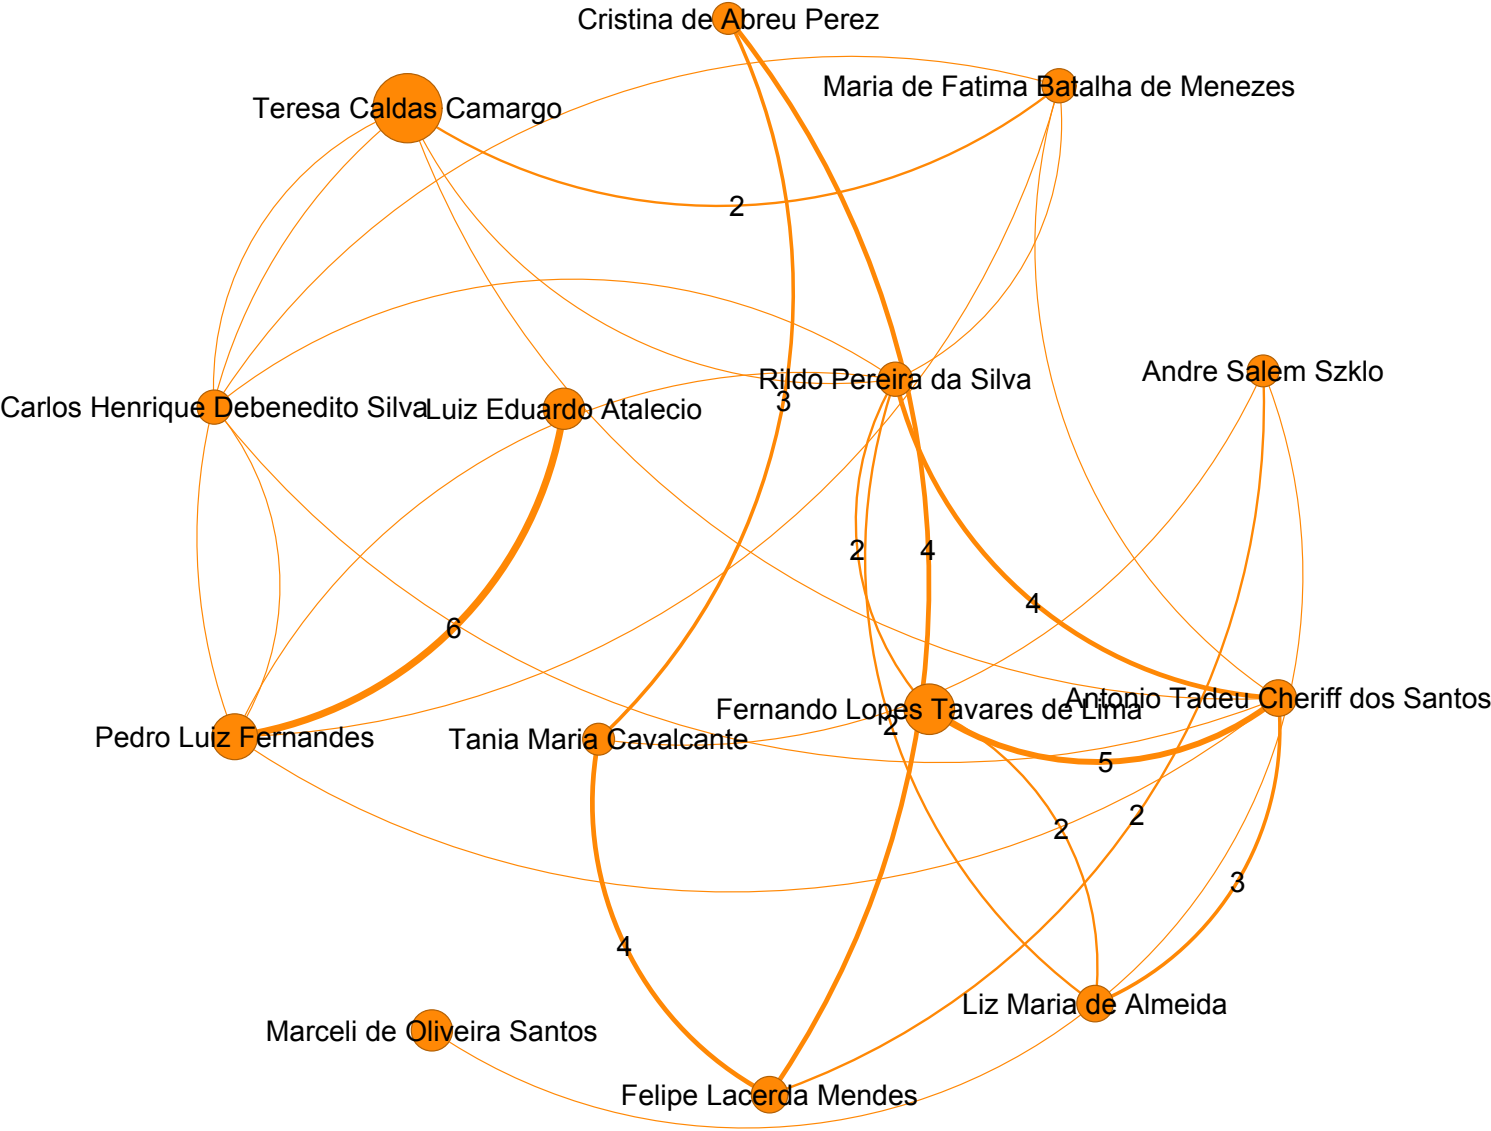 Cristina de Abreu Perez
Maria de Fatima Batalha de Menezes
Teresa Caldas Camargo
2
Andre Salem Szklo
Rildo Pereira da Silva
3
Carlos Henrique Debenedito Silva
Luiz Eduardo Atalecio
2
4
4
6
Antonio Tadeu Cheriff dos Santos
Fernando Lopes Tavares de Lima
2
Pedro Luiz Fernandes
Tania Maria Cavalcante
5
2
2
3
4
Liz Maria de Almeida
Marceli de Oliveira Santos
Felipe Lacerda Mendes